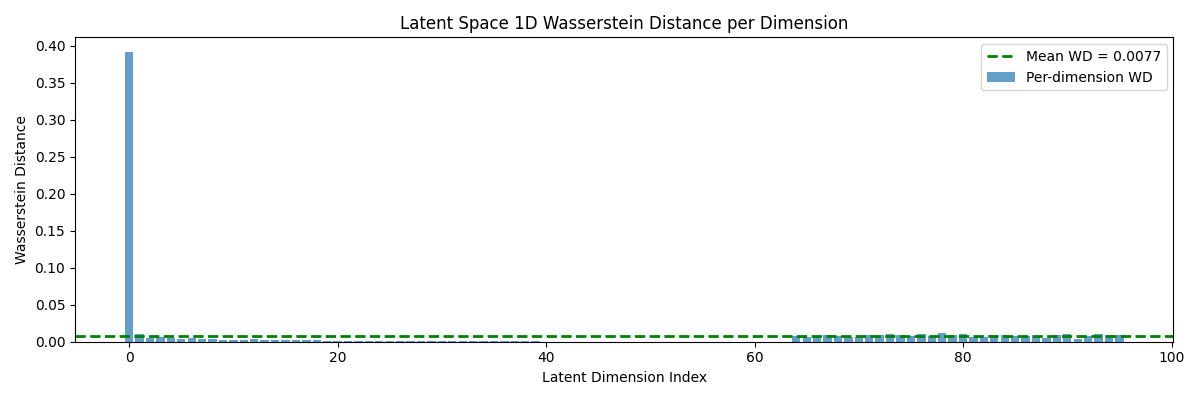 Latent Space 1D Wasserstein Distance per Dimension
Mean WD = 0.0077
Per-dimension WD
Wasserstein Distance
0.40
0.35
0.30
0.25
0.20
0.15
0.10
0.05
0.00
0 20 40 60 80 100
Latent Dimension Index